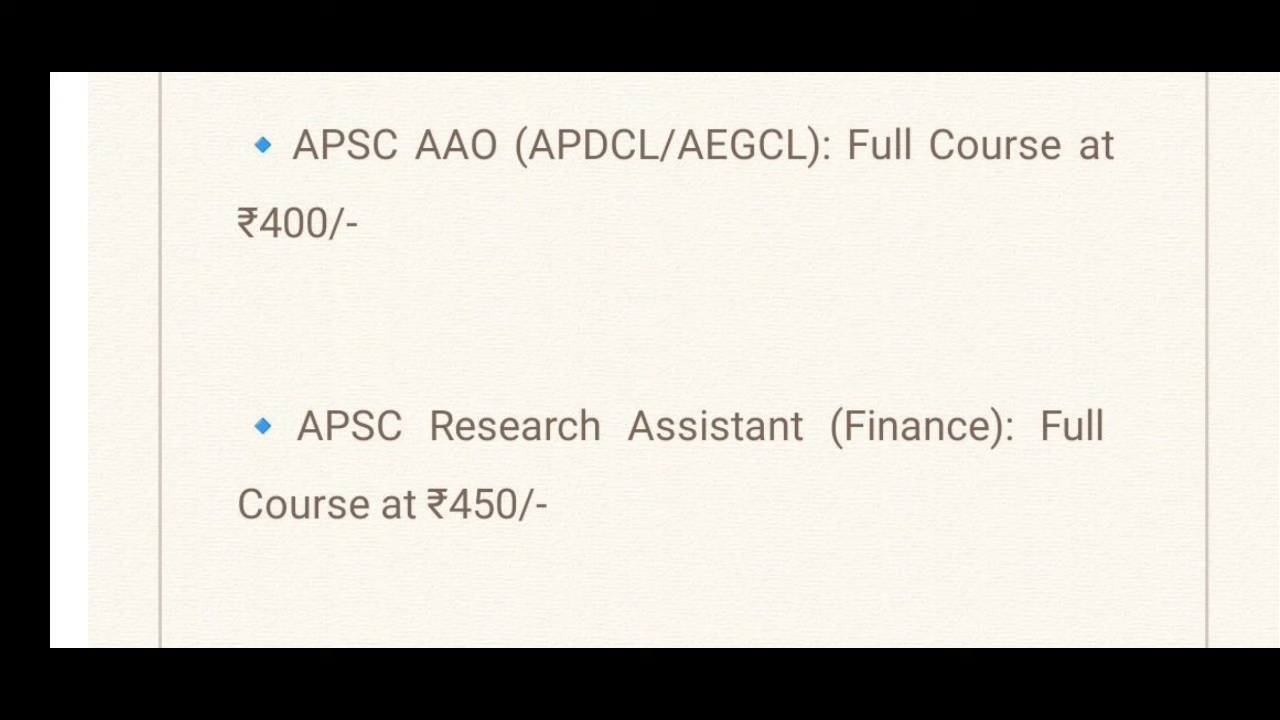 🔹 APSC AAO (APDCL/AEGCL): Full Course at
₹400/-
🔹 APSC Research Assistant (Finance): Full
Course at ₹450/-